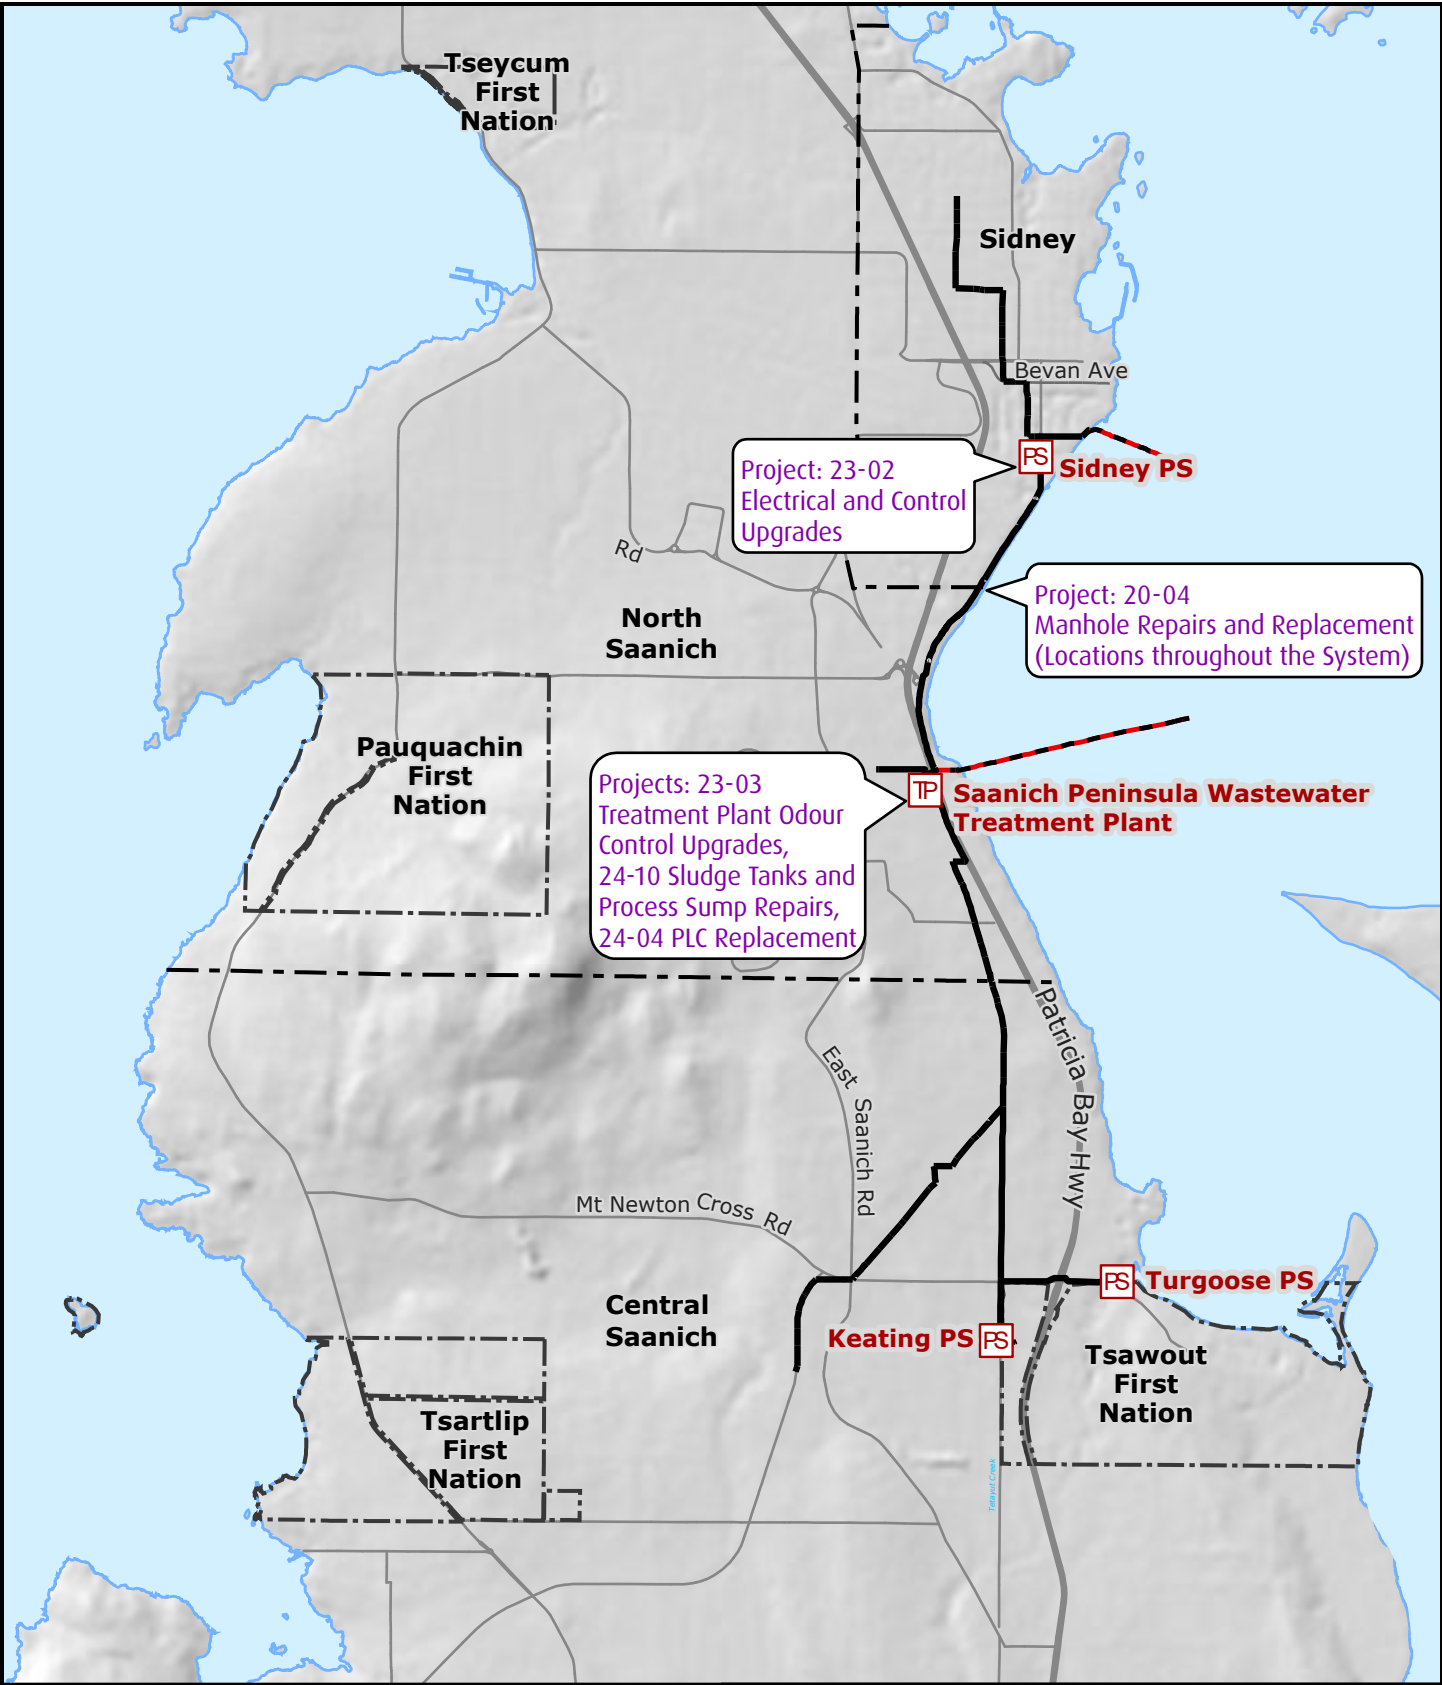 Tseycum
First
Nation
Sidney
Bevan Ave
PS
Sidney PS
Project: 23-02
Electrical and Control
Upgrades
Rd
Project: 20-04
Manhole Repairs and Replacement
(Locations throughout the System)
North
Saanich
Pauquachin
First
Nation
Projects: 23-03
Treatment Plant Odour
Control Upgrades,
24-10 Sludge Tanks and
Process Sump Repairs,
24-04 PLC Replacement
TP
Saanich Peninsula Wastewater
Treatment Plant
Patricia Bay Hwy
East Saanich Rd
Mt Newton Cross Rd
PS
Turgoose PS
Central
Saanich
Keating PS
PS
Tsawout
First
Nation
Tsartlip
First
Nation
Tetayut Creek